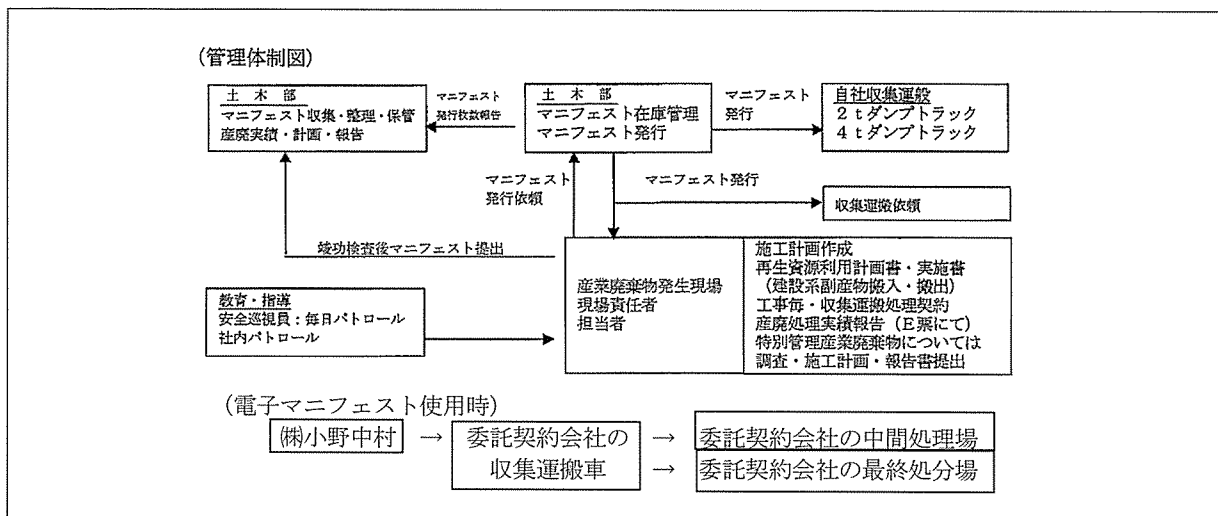 (管理体制図)
土木部
マニフェスト収集・整理・保管
産廃実績・計画・報告
マニフェスト
発行枚数報告
土木部
マニフェスト在庫管理
マニフェスト発行
マニフェスト
発行
自社収集運般
2tダンプトラック
4tダンプトラック
マニフェスト
発行依頼
マニフェスト発行
収集運搬依頼
竣功検査後マニフェスト提出
産業廃棄物発生現場
現場責任者
担当者
施工計画作成
再生資源利用計画書・実施書
(建設系副産物搬入・搬出)
工事毎・収集運搬処理契約
産廃処理実績報告(E票にて)
特別管理産業廃棄物については
調査・施工計画・報告書提出
教育・指導
安全巡視員:毎日パトロール
社内パトロール
(電子マニフェスト使用時)
㈱小野中村 → 委託契約会社の → 委託契約会社の中間処理場
収集運搬車 → 委託契約会社の最終処分場